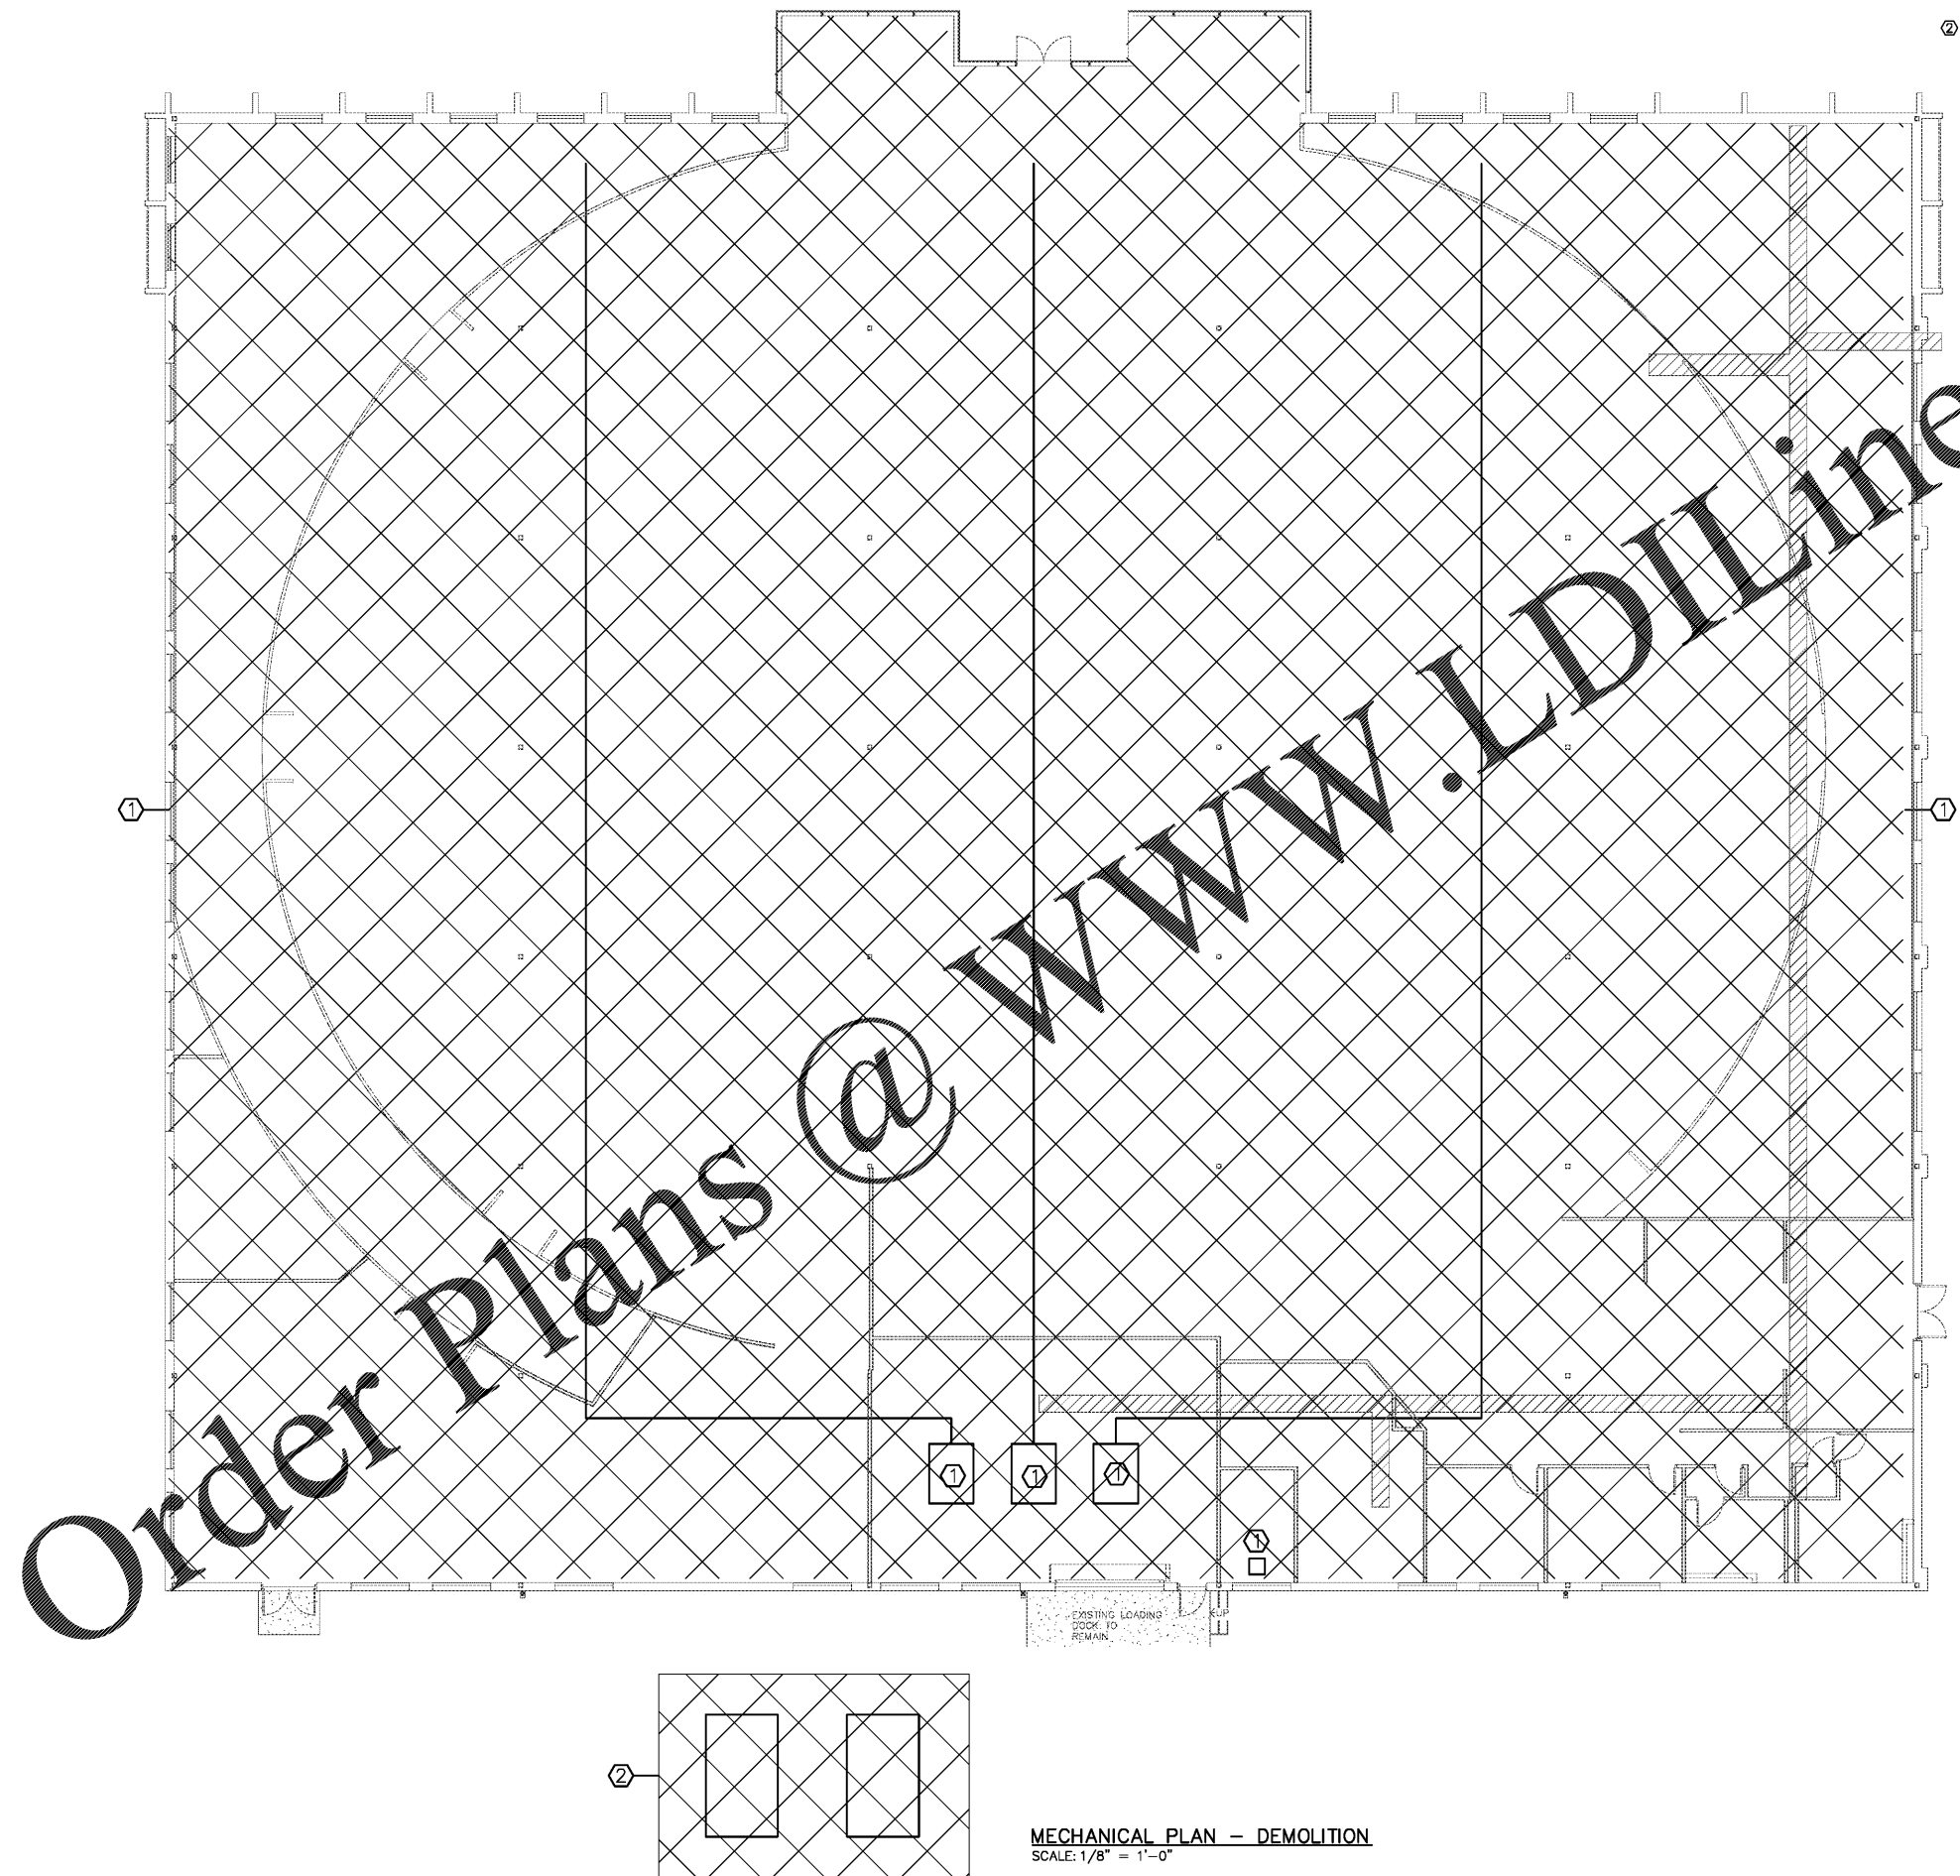 2
Order Plans @ WWW.LDILine
1
1
1
1
1
1
EXISTING LOADING
DOCK TO
REMAIN
UP
2
MECHANICAL PLAN - DEMOLITION
SCALE: 1/8" = 1'-0"